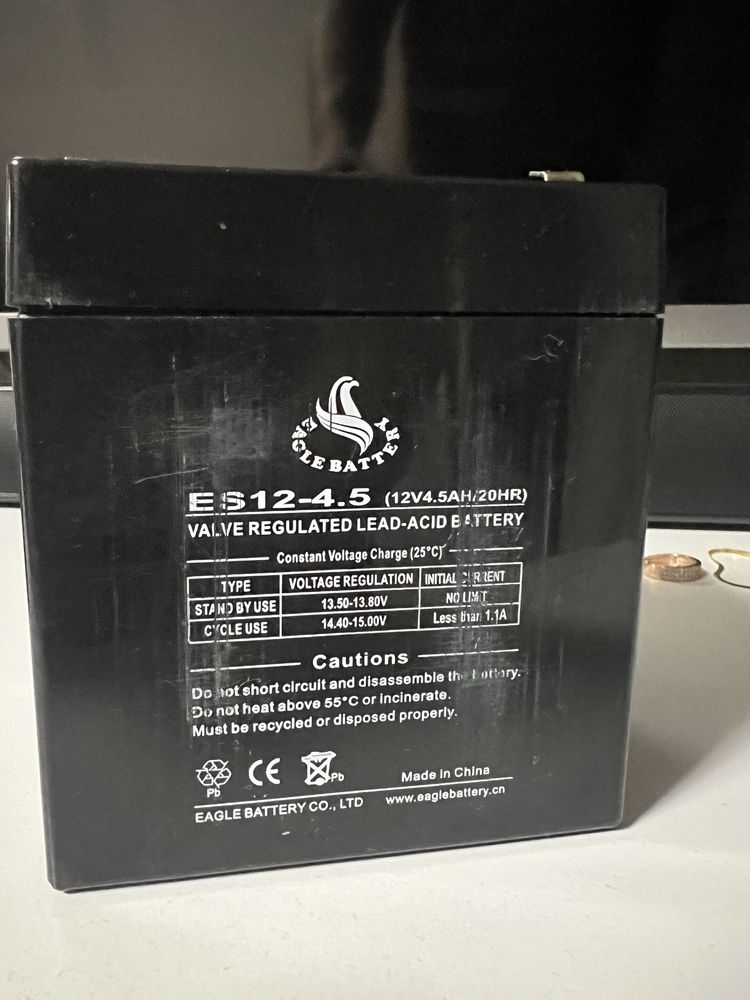 EAGLE BATTERY
ES12-4.5 (12V4.5AH/20HR)
VALVE REGULATED LEAD-ACID BATTERY
Constant Voltage Charge (25°C)
TYPE VOLTAGE REGULATION INITIAL CURRENT
STAND BY USE 13.50-13.80V NO LIMIT
CYCLE USE 14.40-15.00V Less than 1.1A
Cautions
Do not short circuit and disassemble the battery.
Do not heat above 55°C or incinerate.
Must be recycled or disposed properly.
Pb CE Pb Made in China
EAGLE BATTERY CO., LTD www.eaglebattery.cn